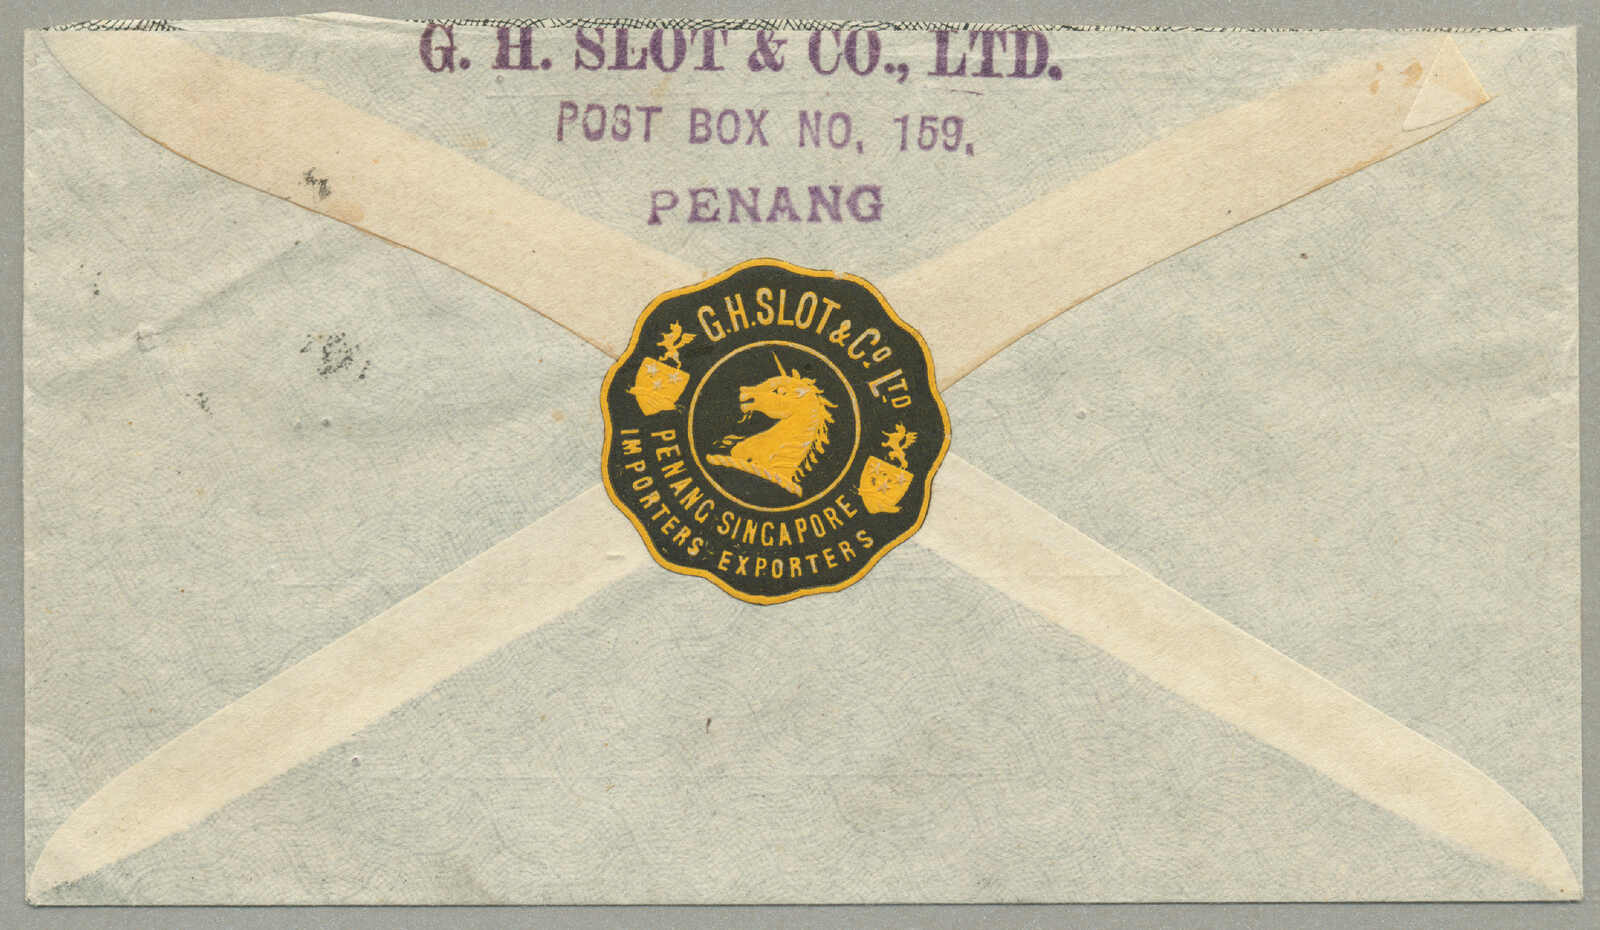 G. H. SLOT & CO., LTD.
POST BOX NO. 159.
PENANG
G.H.SLOT & CO. LTD
PENANG SINGAPORE
IMPORTERS EXPORTERS